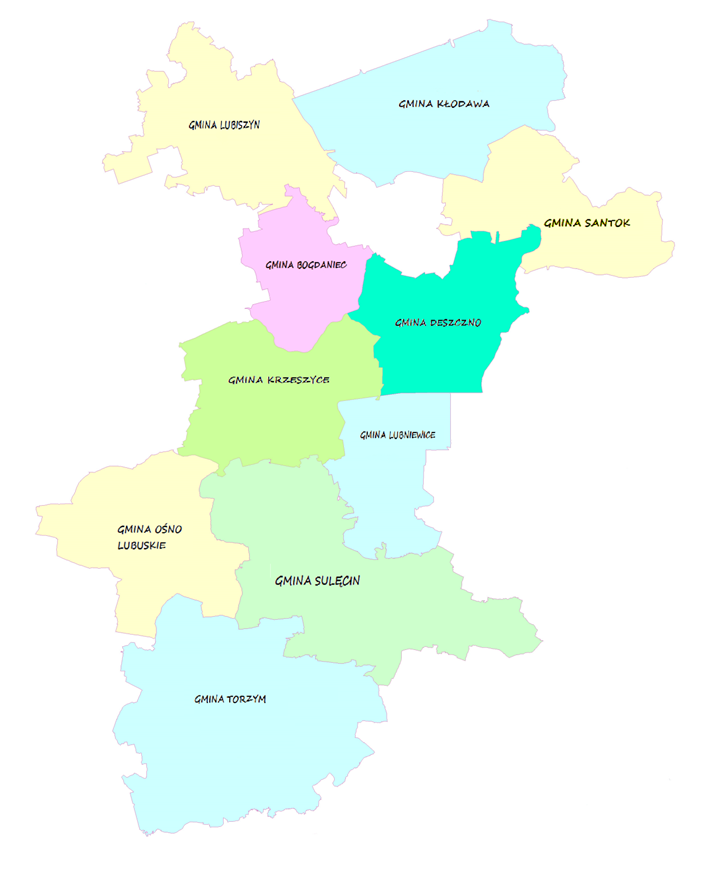 GMINA KŁODAWA
GMINA LUBISZYN
GMINA SANTOK
GMINA BOGDANIEC
GMINA DESZCZNO
GMINA KRZESZYCE
GMINA LUBNIEWICE
GMINA OŚNO
LUBUSKIE
GMINA SULĘCIN
GMINA TORZYM